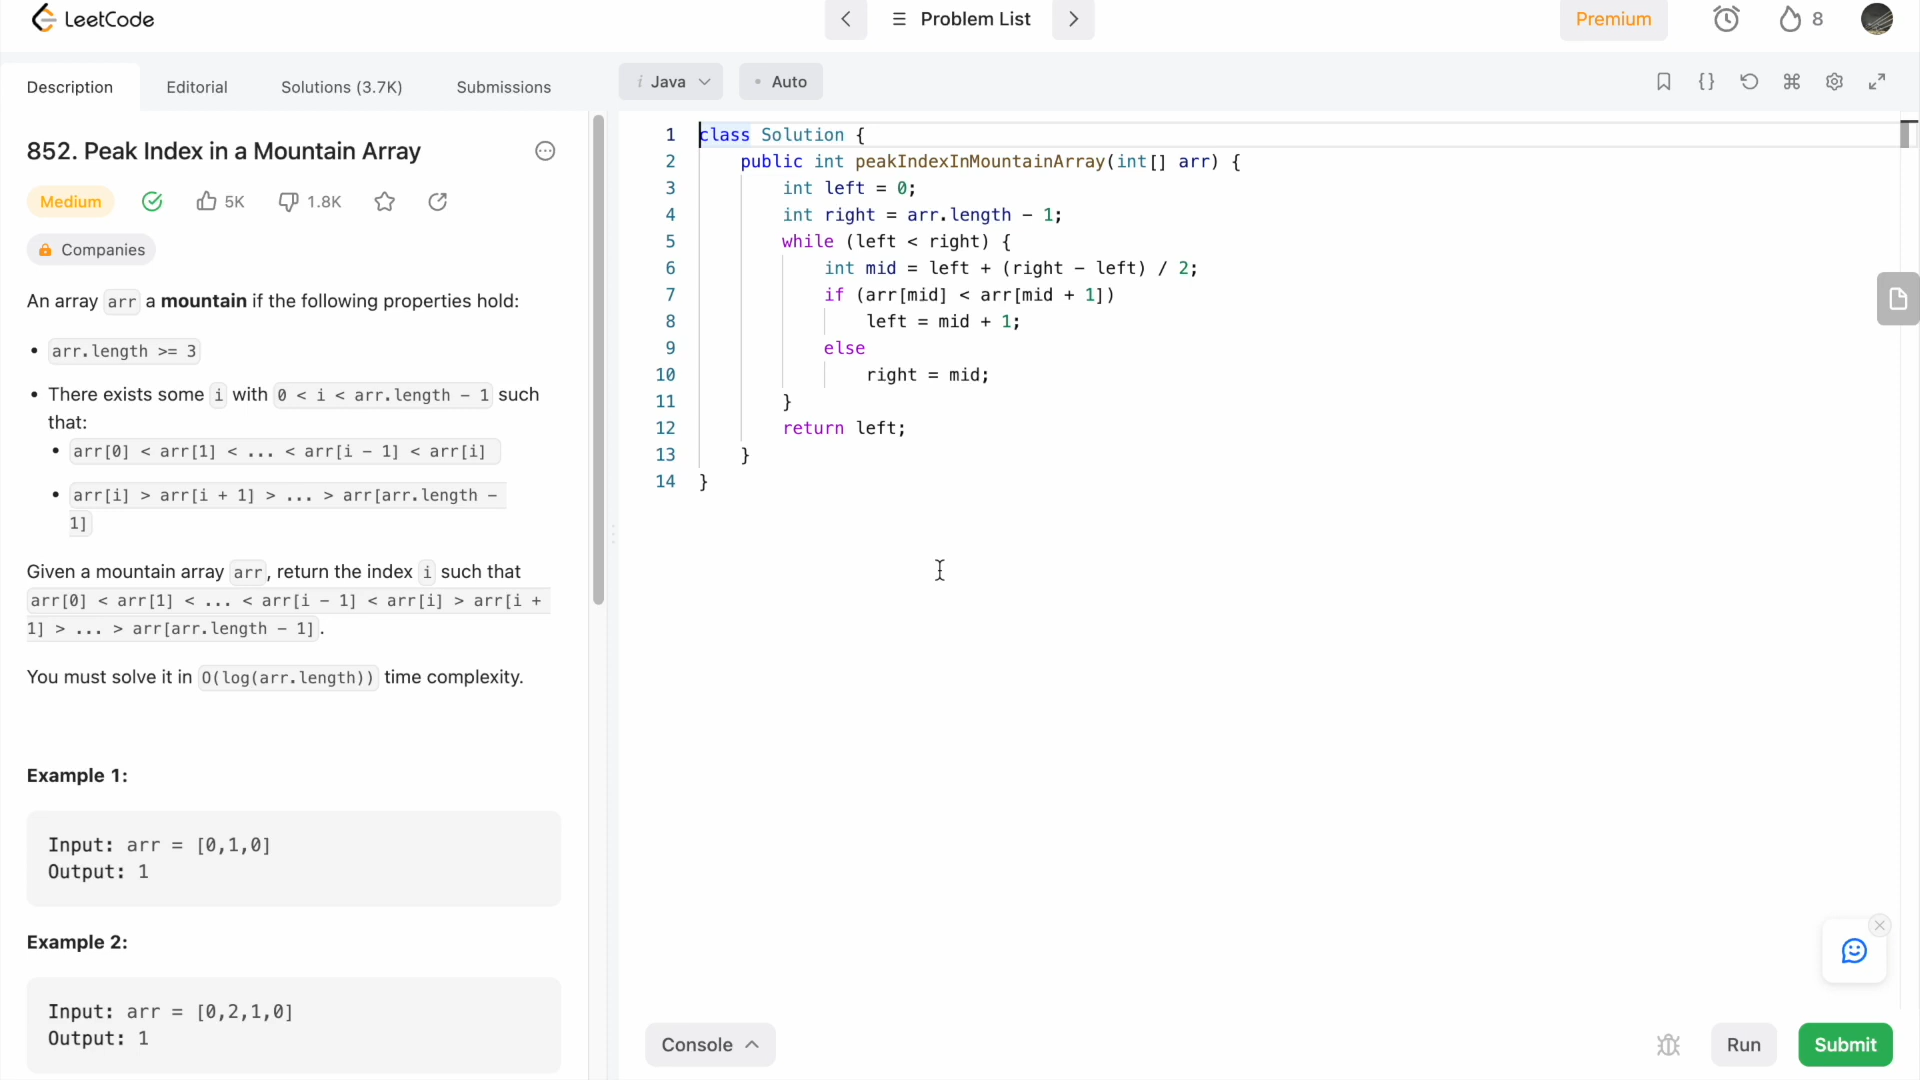 LeetCode
Problem List
Premium
8
Description
Editorial
Solutions (3.7K)
Submissions
852. Peak Index in a Mountain Array
Medium
5K
1.8K
Companies
An array arr a mountain if the following properties hold:
• arr.length >= 3
• There exists some i with 0 < i < arr.length - 1 such
that:
• arr[0] < arr[1] < ... < arr[i - 1] < arr[i]
• arr[i] > arr[i + 1] > ... > arr[arr.length -
1]
Given a mountain array arr, return the index i such that
arr[0] < arr[1] < ... < arr[i - 1] < arr[i] > arr[i +
1] > ... > arr[arr.length - 1].
You must solve it in O(log(arr.length)) time complexity.
Example 1:
Input: arr = [0,1,0]
Output: 1
Example 2:
Input: arr = [0,2,1,0]
Output: 1
i Java
• Auto
{}
1 class Solution {
2 public int peakIndexInMountainArray(int[] arr) {
3 int left = 0;
4 int right = arr.length - 1;
5 while (left < right) {
6 int mid = left + (right - left) / 2;
7 if (arr[mid] < arr[mid + 1])
8 left = mid + 1;
9 else
10 right = mid;
11 }
12 return left;
13 }
14 }
Console
Run
Submit